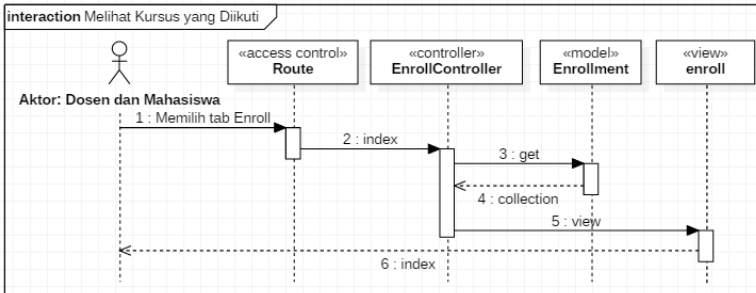 interaction Melihat Kursus yang Diikuti
«access control»
Route
«controller»
EnrollController
«model»
Enrollment
«view»
enroll
Aktor: Dosen dan Mahasiswa
1 : Memilih tab Enroll
2 : index
3 : get
4 : collection
5 : view
6 : index